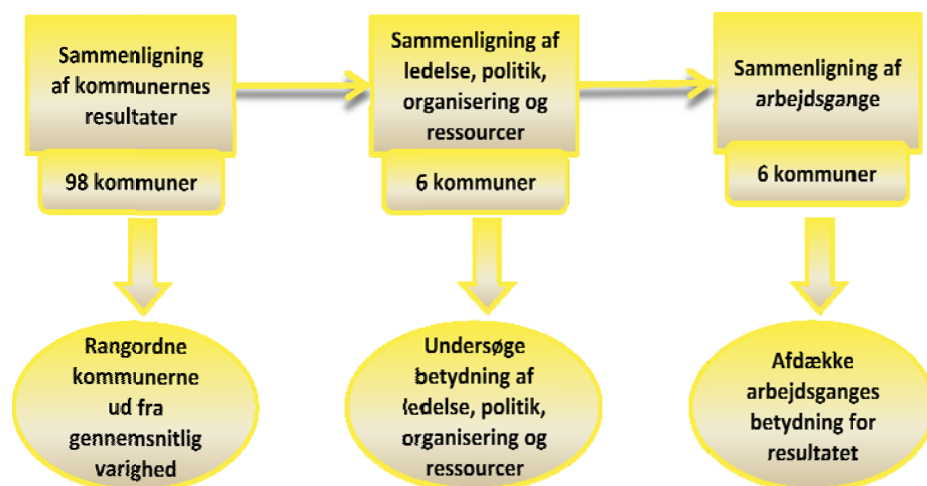 Sammenligning
af kommunernes
resultater
98 kommuner
Rangordne
kommunerne
ud fra
gennemsnitlig
varighed
Sammenligning af
ledelse, politik,
organisering og
ressourcer
6 kommuner
Undersøge
betydning af
ledelse, politik,
organisering og
ressourcer
Sammenligning af
arbejdsgange
6 kommuner
Afdække
arbejdsganges
betydning for
resultatet